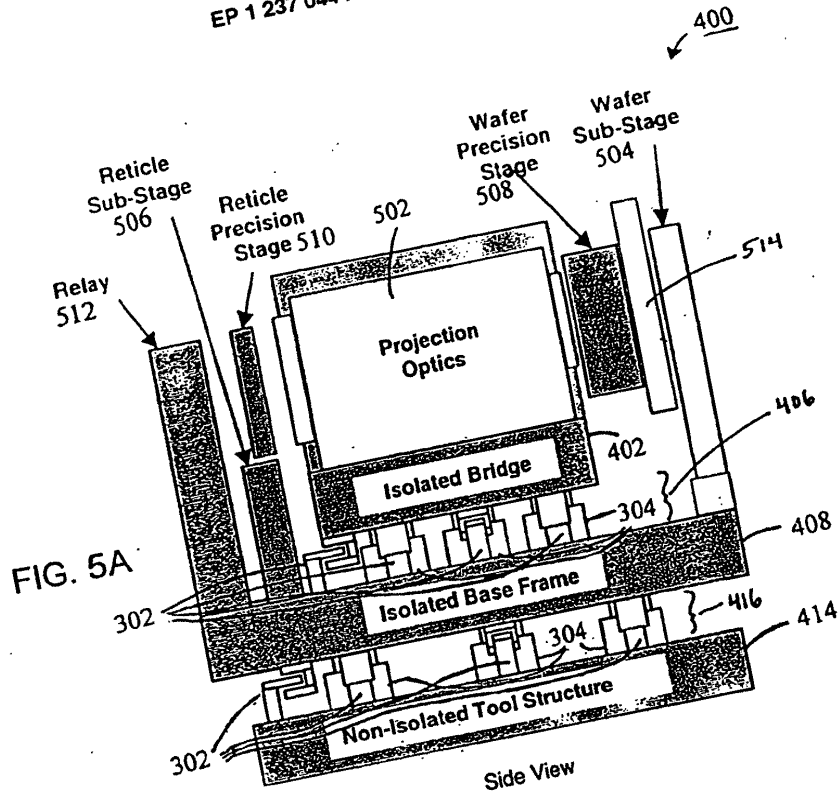 EP 1 237 044
400
Wafer
Sub-Stage
504
Wafer
Precision
Stage
508
Reticle
Sub-Stage
506
Reticle
Precision
Stage 510
502
514
Relay
512
Projection
Optics
406
402
Isolated Bridge
304
408
FIG. 5A
302
Isolated Base Frame
416
304
414
Non-Isolated Tool Structure
302
Side View